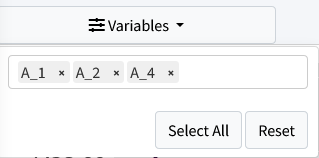 Variables
A_1 × A_2 × A_4 ×
Select All Reset